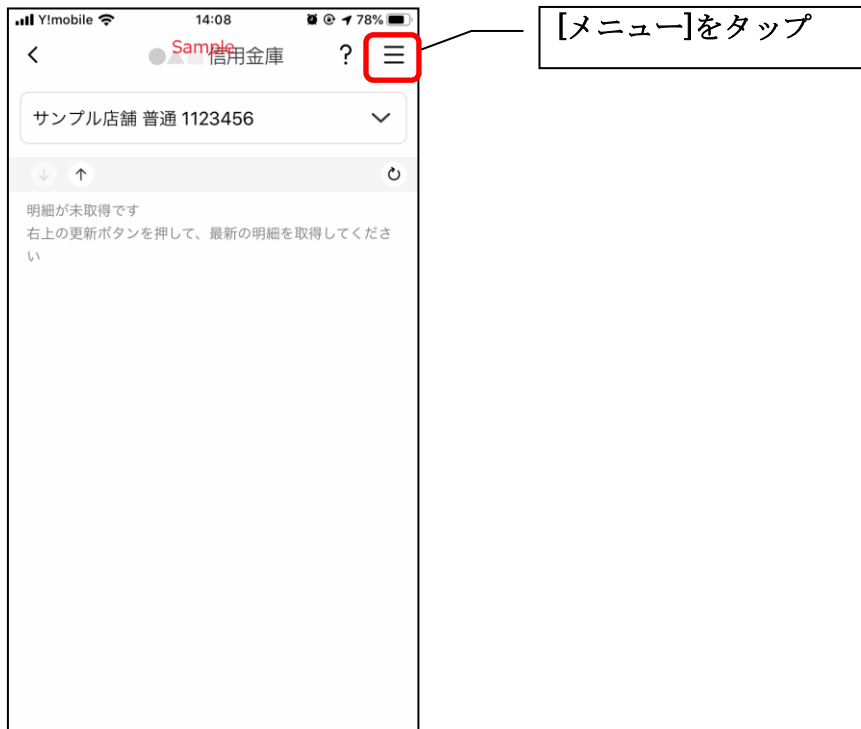 Y!mobile 14:08 78%
Sample
信用金庫 ?
[メニュー]をタップ
サンプル店舗 普通 1123456
明細が未取得です
右上の更新ボタンを押して、最新の明細を取得してくださ
い